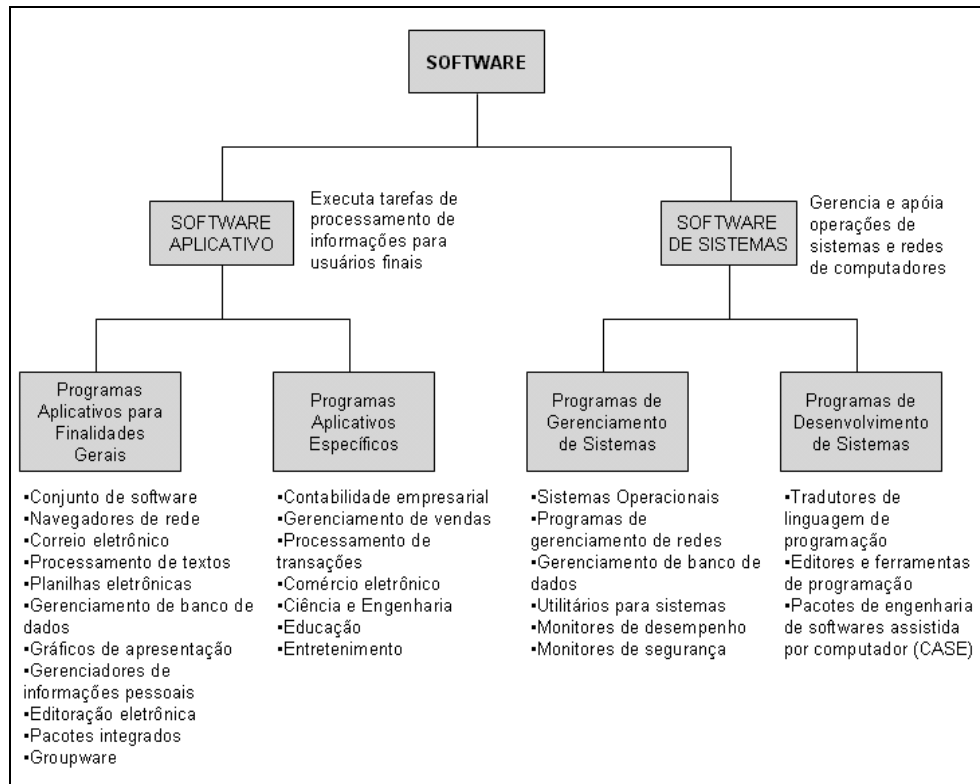 SOFTWARE
SOFTWARE
APLICATIVO
Executa tarefas de
processamento de
informações para
usuários finais
SOFTWARE
DE SISTEMAS
Gerencia e apóia
operações de
sistemas e redes
de computadores
Programas
Aplicativos para
Finalidades
Gerais
▪Conjunto de software
▪Navegadores de rede
▪Correio eletrônico
▪Processamento de textos
▪Planilhas eletrônicas
▪Gerenciamento de banco de
dados
▪Gráficos de apresentação
▪Gerenciadores de
informações pessoais
▪Editoração eletrônica
▪Pacotes integrados
▪Groupware
Programas
Aplicativos
Específicos
▪Contabilidade empresarial
▪Gerenciamento de vendas
▪Processamento de
transações
▪Comércio eletrônico
▪Ciência e Engenharia
▪Educação
▪Entretenimento
Programas de
Gerenciamento
de Sistemas
▪Sistemas Operacionais
▪Programas de
gerenciamento de redes
▪Gerenciamento de banco de
dados
▪Utilitários para sistemas
▪Monitores de desempenho
▪Monitores de segurança
Programas de
Desenvolvimento
de Sistemas
▪Tradutores de
linguagem de
programação
▪Editores e ferramentas
de programação
▪Pacotes de engenharia
de softwares assistida
por computador (CASE)